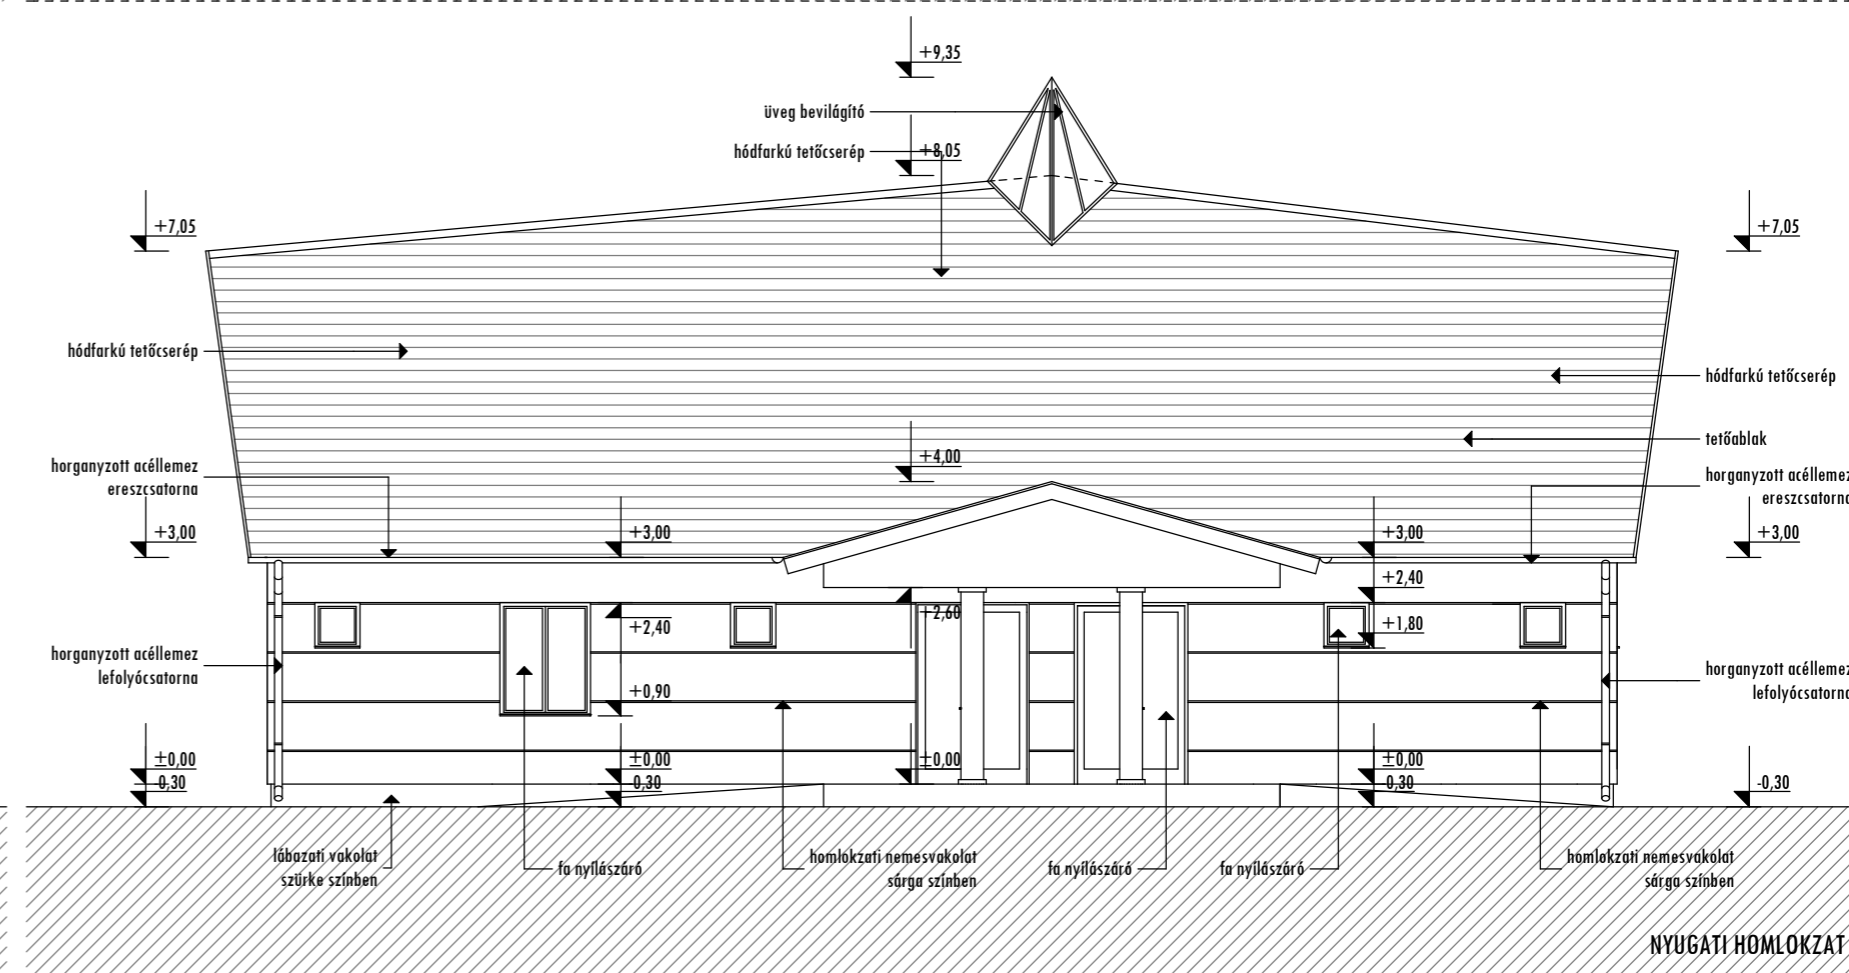 +9,35
üveg bevilágító
hódfarkú tetőcserép
+8,05
+7,05
+7,05
hódfarkú tetőcserép
hódfarkú tetőcserép
tetőablak
+4,00
horganyzott acéllemez
ereszcsatorna
horganyzott acéllemez
ereszcsatorna
+3,00
+3,00
+3,00
+3,00
+2,40
+2,60
+2,40
+1,80
horganyzott acéllemez
lefolyócsatorna
horganyzott acéllemez
lefolyócsatorna
+0,90
±0,00
±0,00
±0,00
±0,00
-0,30
-0,30
-0,30
-0,30
lábazati vakolat
szürke színben
fa nyílászáró
homlokzati nemesvakolat
sárga színben
fa nyílászáró
fa nyílászáró
homlokzati nemesvakolat
sárga színben
NYUGATI HOMLOKZAT